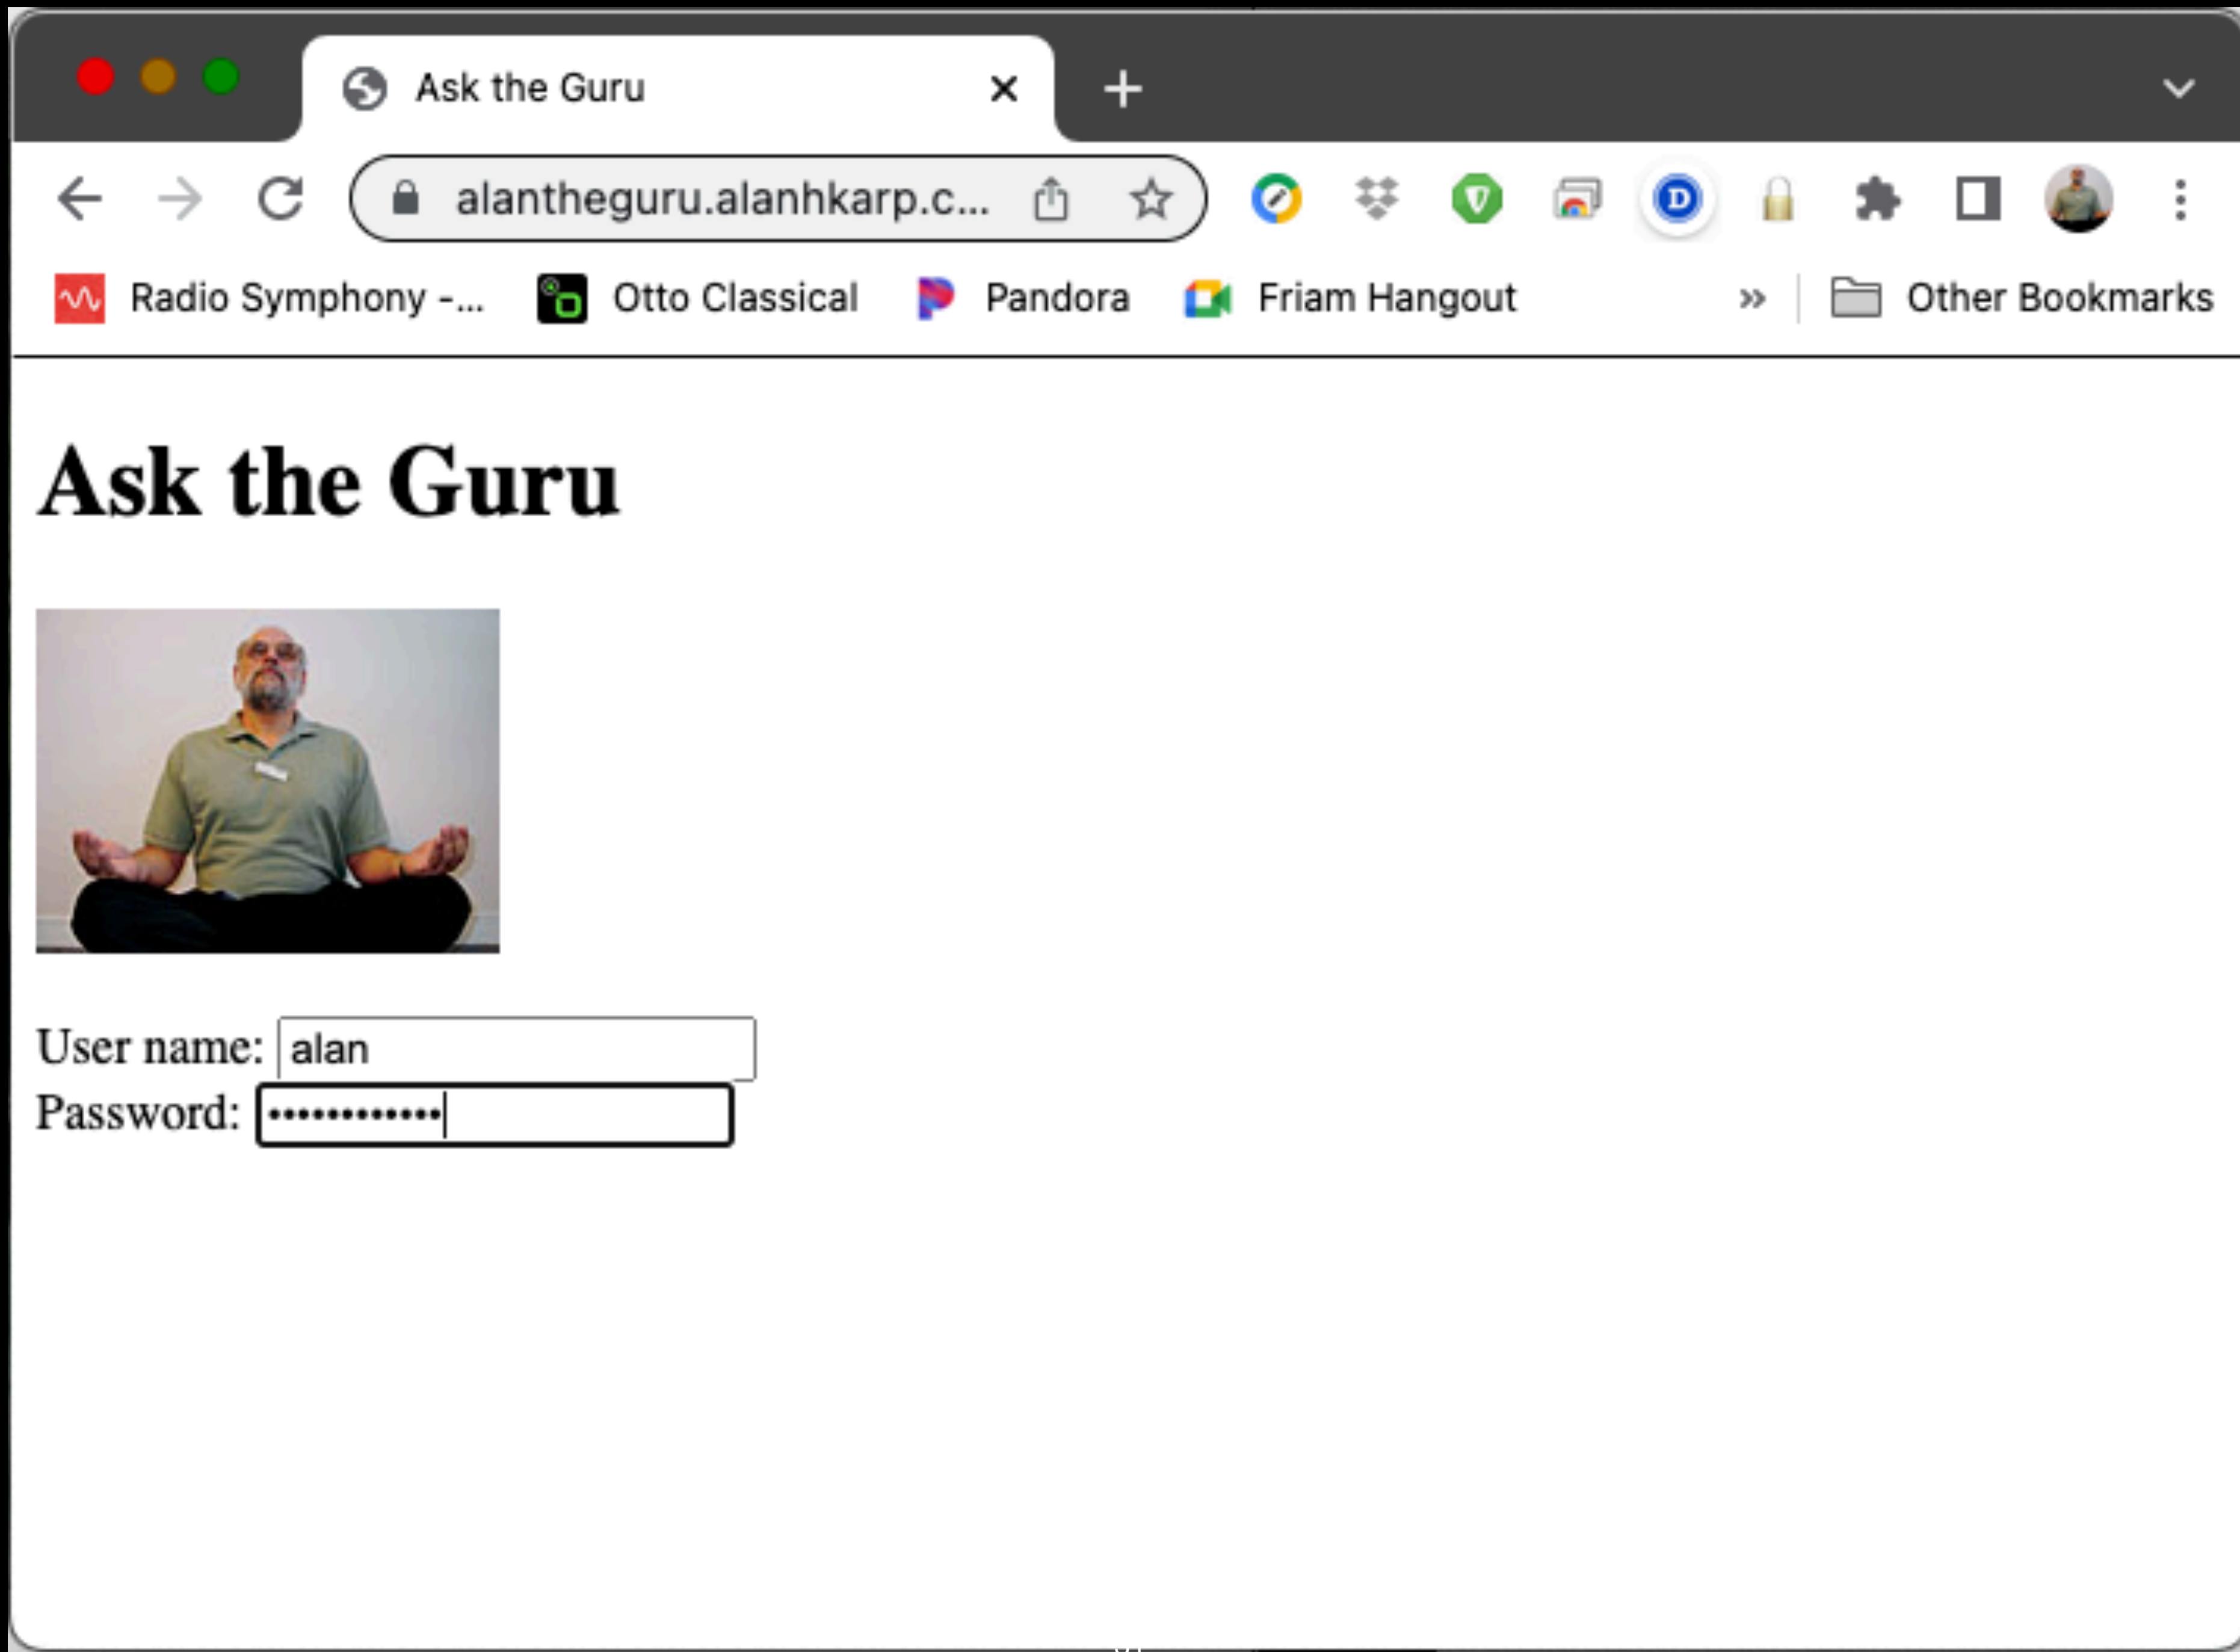 Ask the Guru
alantheguru.alanhkarp.c...
D
Radio Symphony -... Otto Classical Pandora Friam Hangout » Other Bookmarks
Ask the Guru
User name: alan
Password: ••••••••••••